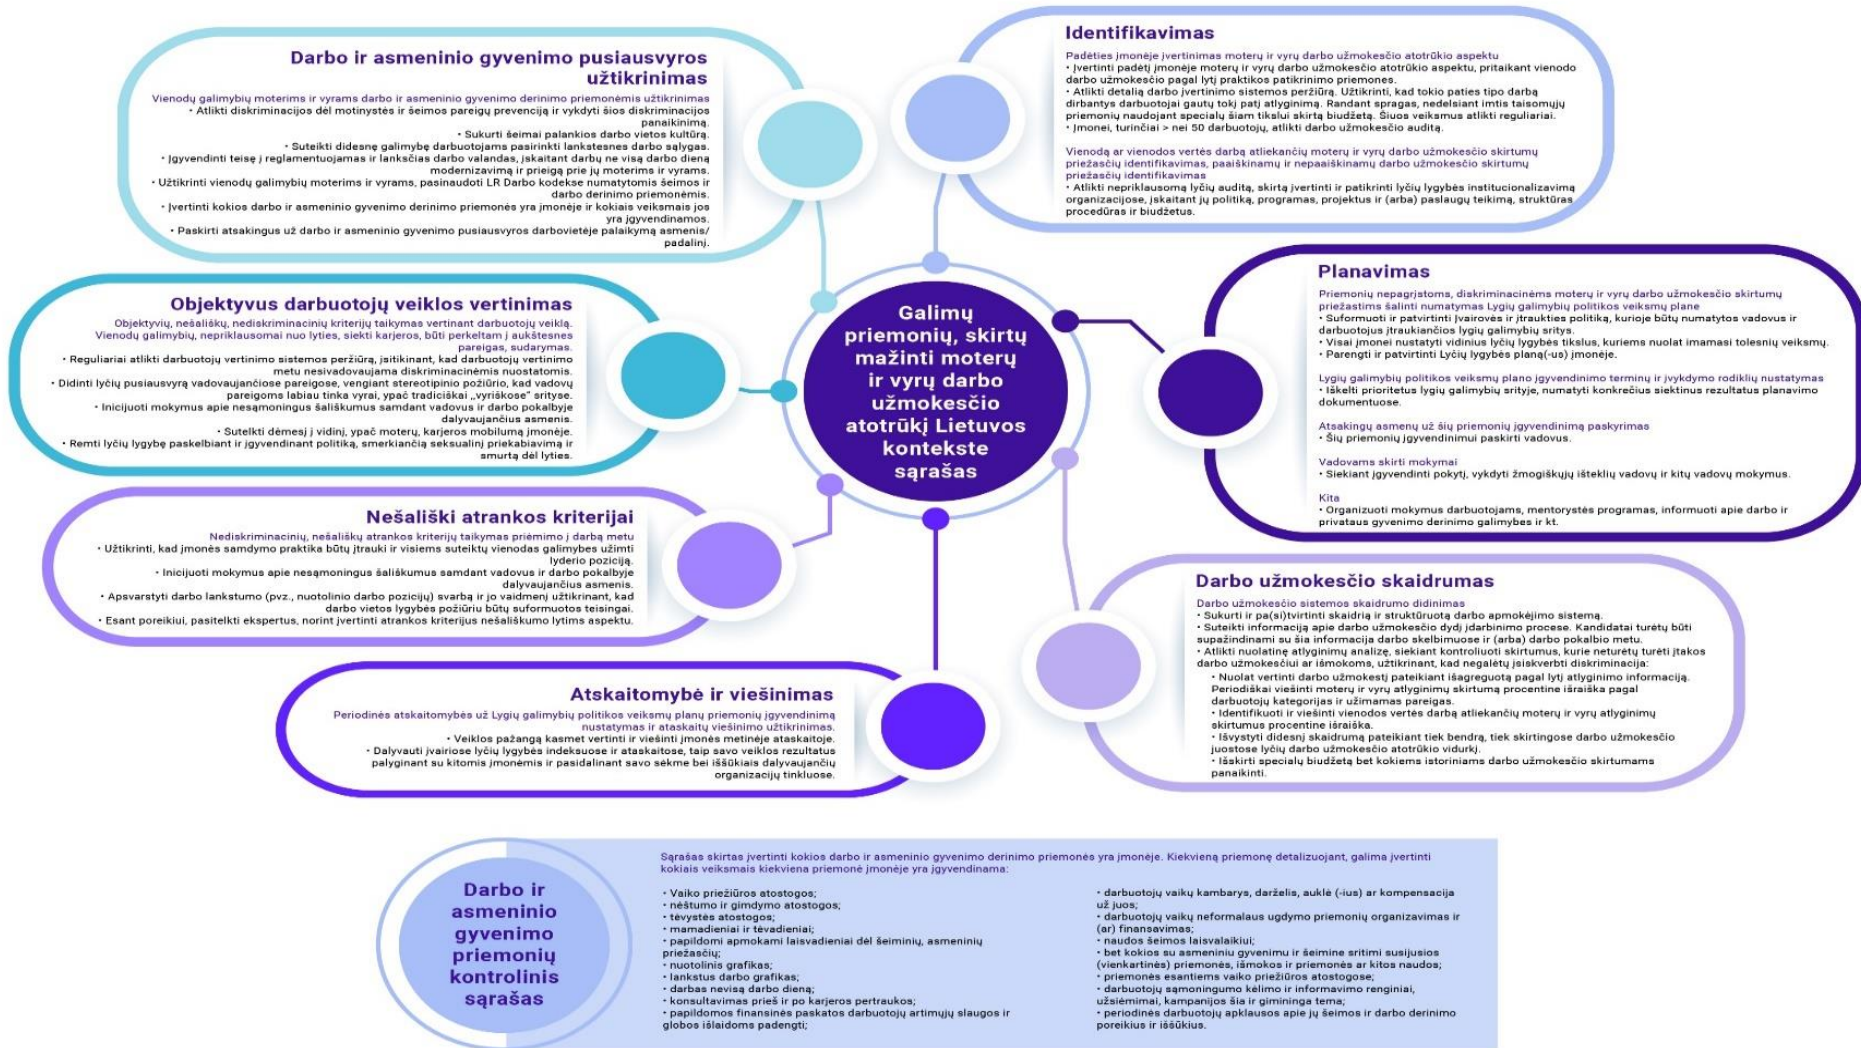 Darbo ir asmeninio gyvenimo pusiausvyros
užtikrinimas
Vienodų galimybių moterims ir vyrams darbo ir asmeninio gyvenimo derinimo priemonėmis užtikrinimas
• Atlikti diskriminacijos dėl motinystės ir šeimos pareigų prevenciją ir vykdyti šios diskriminacijos
panaikinimą.
• Sukurti šeimai palankios darbo vietos kultūrą.
• Suteikti didesnę galimybę darbuotojams pasirinkti lankstesnes darbo sąlygas.
• Įgyvendinti teisę į reglamentuojamas ir lanksčias darbo valandas, įskaitant darbų ne visą darbo dieną
modernizavimą ir prieigą prie jų moterims ir vyrams.
• Užtikrinti vienodų galimybių moterims ir vyrams, pasinaudoti LR Darbo kodekse numatytomis šeimos ir
darbo derinimo priemonėmis.
• Įvertinti kokios darbo ir asmeninio gyvenimo derinimo priemonės yra įmonėje ir kokiais veiksmais jos
yra įgyvendinamos.
• Paskirti atsakingus už darbo ir asmeninio gyvenimo pusiausvyros darbovietėje palaikymą asmenis/
padalinį.
Identifikavimas
Padėties įmonėje įvertinimas moterų ir vyrų darbo užmokesčio atotrūkio aspektu
• Įvertinti padėtį įmonėje moterų ir vyrų darbo užmokesčio atotrūkio aspektu, pritaikant vienodo
darbo užmokesčio pagal lytį praktikos patikrinimo priemones.
• Atlikti detalią darbo įvertinimo sistemos peržiūrą. Užtikrinti, kad tokio paties tipo darbą
dirbantys darbuotojai gautų tokį patį atlyginimą. Randant spragas, nedelsiant imtis taisomųjų
priemonių naudojant specialų šiam tikslui skirtą biudžetą. Šiuos veiksmus atlikti reguliariai.
• Įmonei, turinčiai > nei 50 darbuotojų, atlikti darbo užmokesčio auditą.
Vienodą ar vienodos vertės darbą atliekančių moterų ir vyrų darbo užmokesčio skirtumų
priežasčių identifikavimas, paaiškinamų ir nepaaiškinamų darbo užmokesčio skirtumų
priežasčių identifikavimas
• Atlikti nepriklausomą lyčių auditą, skirtą įvertinti ir patikrinti lyčių lygybės institucionalizavimą
organizacijose, įskaitant jų politiką, programas, projektus ir (arba) paslaugų teikimą, struktūras
procedūras ir biudžetus.
Objektyvus darbuotojų veiklos vertinimas
Objektyvių, nešališkų, nediskriminacinių kriterijų taikymas vertinant darbuotojų veiklą.
Vienodų galimybių, nepriklausomai nuo lyties, siekti karjeros, būti perkeltam į aukštesnes
pareigas, sudarymas.
• Reguliariai atlikti darbuotojų vertinimo sistemos peržiūrą, įsitikinant, kad darbuotojų vertinimo
metu nesivadovaujama diskriminacinėmis nuostatomis.
• Didinti lyčių pusiausvyrą vadovaujančiose pareigose, vengiant stereotipinio požiūrio, kad vadovų
pareigoms labiau tinka vyrai, ypač tradiciškai „vyriškose“ srityse.
• Inicijuoti mokymus apie nesąmoningus šališkumus samdant vadovus ir darbo pokalbyje
dalyvaujančius asmenis.
• Sutelkti dėmesį į vidinį, ypač moterų, karjeros mobilumą įmonėje.
• Remti lyčių lygybę paskelbiant ir įgyvendinant politiką, smerkiančią seksualinį priekabiavimą ir
smurtą dėl lyties.
Galimų
priemonių, skirtų
mažinti moterų
ir vyrų darbo
užmokesčio
atotrūkį Lietuvos
kontekste
sąrašas
Planavimas
Priemonių nepagrįstoms, diskriminacinėms moterų ir vyrų darbo užmokesčio skirtumų
priežastims šalinti numatymas Lygių galimybių politikos veiksmų plane
• Suformuoti ir patvirtinti Įvairovės ir įtraukties politiką, kurioje būtų numatytos vadovus ir
darbuotojus įtraukiančios lygių galimybių sritys.
• Visai įmonei nustatyti vidinius lyčių lygybės tikslus, kuriems nuolat imamasi tolesnių veiksmų.
• Parengti ir patvirtinti Lyčių lygybės planą(-us) įmonėje.
Lygių galimybių politikos veiksmų plano įgyvendinimo terminų ir įvykdymo rodiklių nustatymas
• Iškelti prioritetus lygių galimybių srityje, numatyti konkrečius siektinus rezultatus planavimo
dokumentuose.
Atsakingų asmenų už šių priemonių įgyvendinimą paskyrimas
• Šių priemonių įgyvendinimui paskirti vadovus.
Vadovams skirti mokymai
• Siekiant įgyvendinti pokytį, vykdyti žmogiškųjų išteklių vadovų ir kitų vadovų mokymus.
Kita
• Organizuoti mokymus darbuotojams, mentorystės programas, informuoti apie darbo ir
privataus gyvenimo derinimo galimybes ir kt.
Nešališki atrankos kriterijai
Nediskriminacinių, nešališkų atrankos kriterijų taikymas priėmimo į darbą metu
• Užtikrinti, kad įmonės samdymo praktika būtų įtrauki ir visiems suteiktų vienodas galimybes užimti
lyderio poziciją.
• Inicijuoti mokymus apie nesąmoningus šališkumus samdant vadovus ir darbo pokalbyje
dalyvaujančius asmenis.
• Apsvarstyti darbo lankstumo (pvz., nuotolinio darbo pozicijų) svarbą ir jo vaidmenį užtikrinant, kad
darbo vietos lygybės požiūriu būtų suformuotos teisingai.
• Esant poreikiui, pasitelkti ekspertus, norint įvertinti atrankos kriterijus nešališkumo lytims aspektu.
Darbo užmokesčio skaidrumas
Darbo užmokesčio sistemos skaidrumo didinimas
• Sukurti ir pa(si)tvirtinti skaidrią ir struktūruotą darbo apmokėjimo sistemą.
• Suteikti informaciją apie darbo užmokesčio dydį įdarbinimo procese. Kandidatai turėtų būti
supažindinami su šia informacija darbo skelbimuose ir (arba) darbo pokalbio metu.
• Atlikti nuolatinę atlyginimų analizę, siekiant kontroliuoti skirtumus, kurie neturėtų turėti įtakos
darbo užmokesčiui ar išmokoms, užtikrinant, kad negalėtų įsiskverbti diskriminacija:
• Nuolat vertinti darbo užmokestį pateikiant išagreguotą pagal lytį atlyginimo informaciją.
Periodiškai viešinti moterų ir vyrų atlyginimų skirtumą procentine išraiška pagal
darbuotojų kategorijas ir užimamas pareigas.
• Identifikuoti ir viešinti vienodos vertės darbą atliekančių moterų ir vyrų atlyginimų
skirtumus procentine išraiška.
• Išvystyti didesnį skaidrumą pateikiant tiek bendrą, tiek skirtingose darbo užmokesčio
juostose lyčių darbo užmokesčio atotrūkio vidurkį.
• Išskirti specialų biudžetą bet kokiems istoriniams darbo užmokesčio skirtumams
panaikinti.
Atskaitomybė ir viešinimas
Periodinės atskaitomybės už Lygių galimybių politikos veiksmų planų priemonių įgyvendinimą
nustatymas ir ataskaitų viešinimo užtikrinimas.
• Veiklos pažangą kasmet vertinti ir viešinti įmonės metinėje ataskaitoje.
• Dalyvauti įvairiose lyčių lygybės indeksuose ir ataskaitose, taip savo veiklos rezultatus
palyginant su kitomis įmonėmis ir pasidalinant savo sėkme bei iššūkiais dalyvaujančių
organizacijų tinkluose.
Darbo ir
asmeninio
gyvenimo
priemonių
kontrolinis
sąrašas
Sąrašas skirtas įvertinti kokios darbo ir asmeninio gyvenimo derinimo priemonės yra įmonėje. Kiekvieną priemonę detalizuojant, galima įvertinti
kokiais veiksmais kiekviena priemonė įmonėje yra įgyvendinama:
• Vaiko priežiūros atostogos;
• nėštumo ir gimdymo atostogos;
• tėvystės atostogos;
• mamadieniai ir tėvadieniai;
• papildomi apmokami laisvadieniai dėl šeiminių, asmeninių
priežasčių;
• nuotolinis grafikas;
• lankstus darbo grafikas;
• darbas nevisą darbo dieną;
• konsultavimas prieš ir po karjeros pertraukos;
• papildomos finansinės paskatos darbuotojų artimųjų slaugos ir
globos išlaidoms padengti;
• darbuotojų vaikų kambarys, darželis, auklė (-ius) ar kompensacija
už juos;
• darbuotojų vaikų neformalaus ugdymo priemonių organizavimas ir
(ar) finansavimas;
• naudos šeimos laisvalaikiui;
• bet kokios su asmeniniu gyvenimu ir šeimine sritimi susijusios
(vienkartinės) priemonės, išmokos ir priemonės ar kitos naudos;
• priemonės esantiems vaiko priežiūros atostogose;
• darbuotojų sąmoningumo kėlimo ir informavimo renginiai,
užsiėmimai, kampanijos šia ir gimininga tema;
• periodinės darbuotojų apklausos apie jų šeimos ir darbo derinimo
poreikius ir iššūkius.